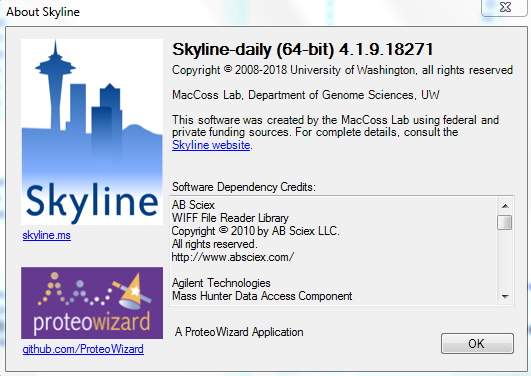 About Skyline
Skyline-daily (64-bit) 4.1.9.18271
Copyright © 2008-2018 University of Washington, all rights reserved
MacCoss Lab, Department of Genome Sciences, UW
This software was created by the MacCoss Lab using federal and
private funding sources. For complete details, consult the
Skyline website.
Skyline
skyline.ms
Software Dependency Credits:
AB Sciex
WIFF File Reader Library
Copyright © 2010 by AB Sciex LLC.
All rights reserved.
http://www.absciex.com/
Agilent Technologies
Mass Hunter Data Access Component
proteowizard
github.com/ProteoWizard
A ProteoWizard Application
OK